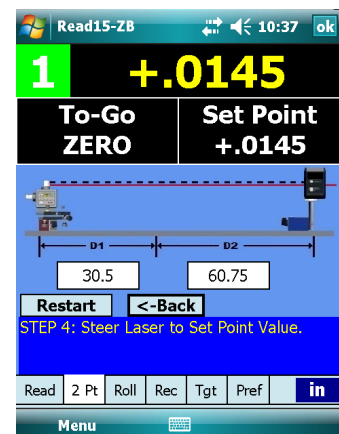 Read15-ZB 10:37 ok
1 +.0145
To-Go Set Point
ZERO +.0145
D1 D2
30.5 60.75
Restart <-Back
STEP 4: Steer Laser to Set Point Value.
Read 2 Pt Roll Rec Tgt Pref in
Menu